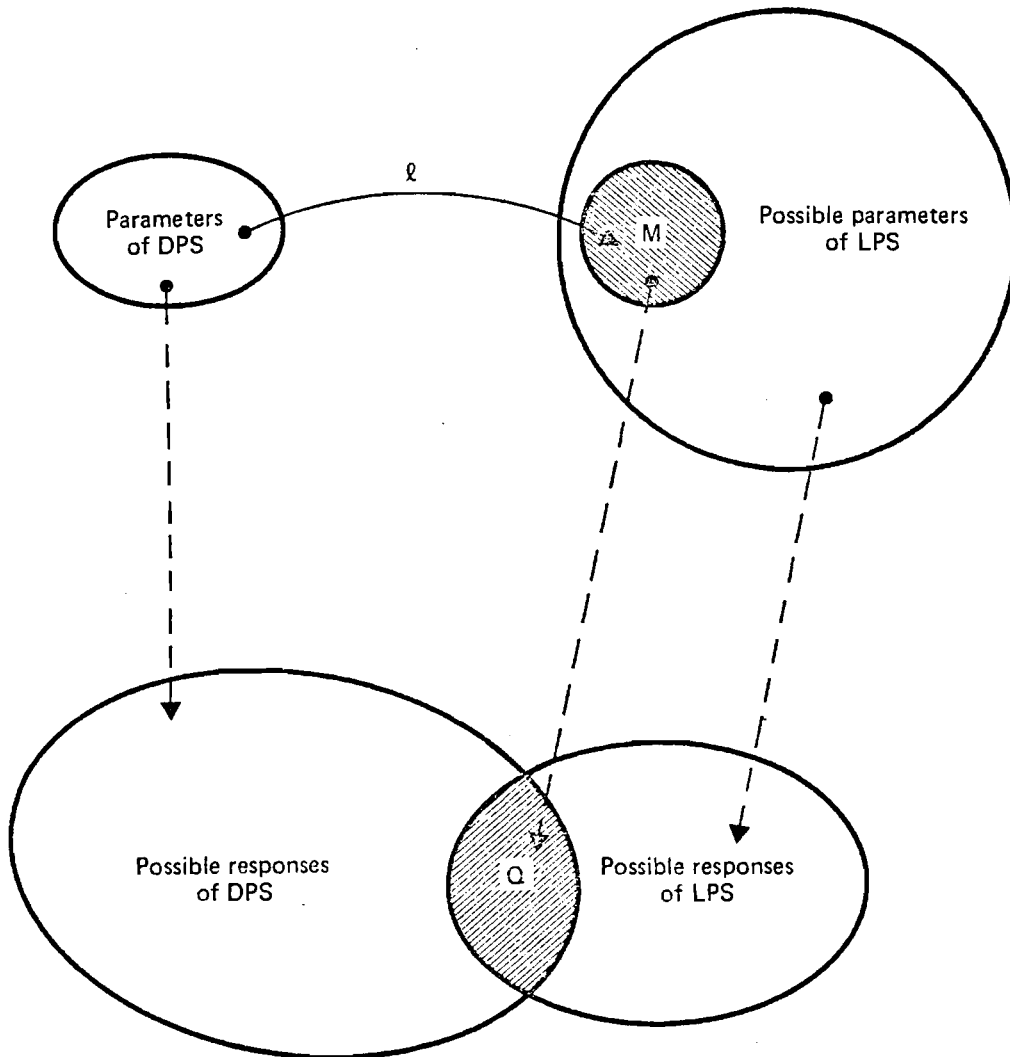 ℓ
Parameters
of DPS
M
Possible parameters
of LPS
Possible responses
of DPS
Q
Possible responses
of LPS